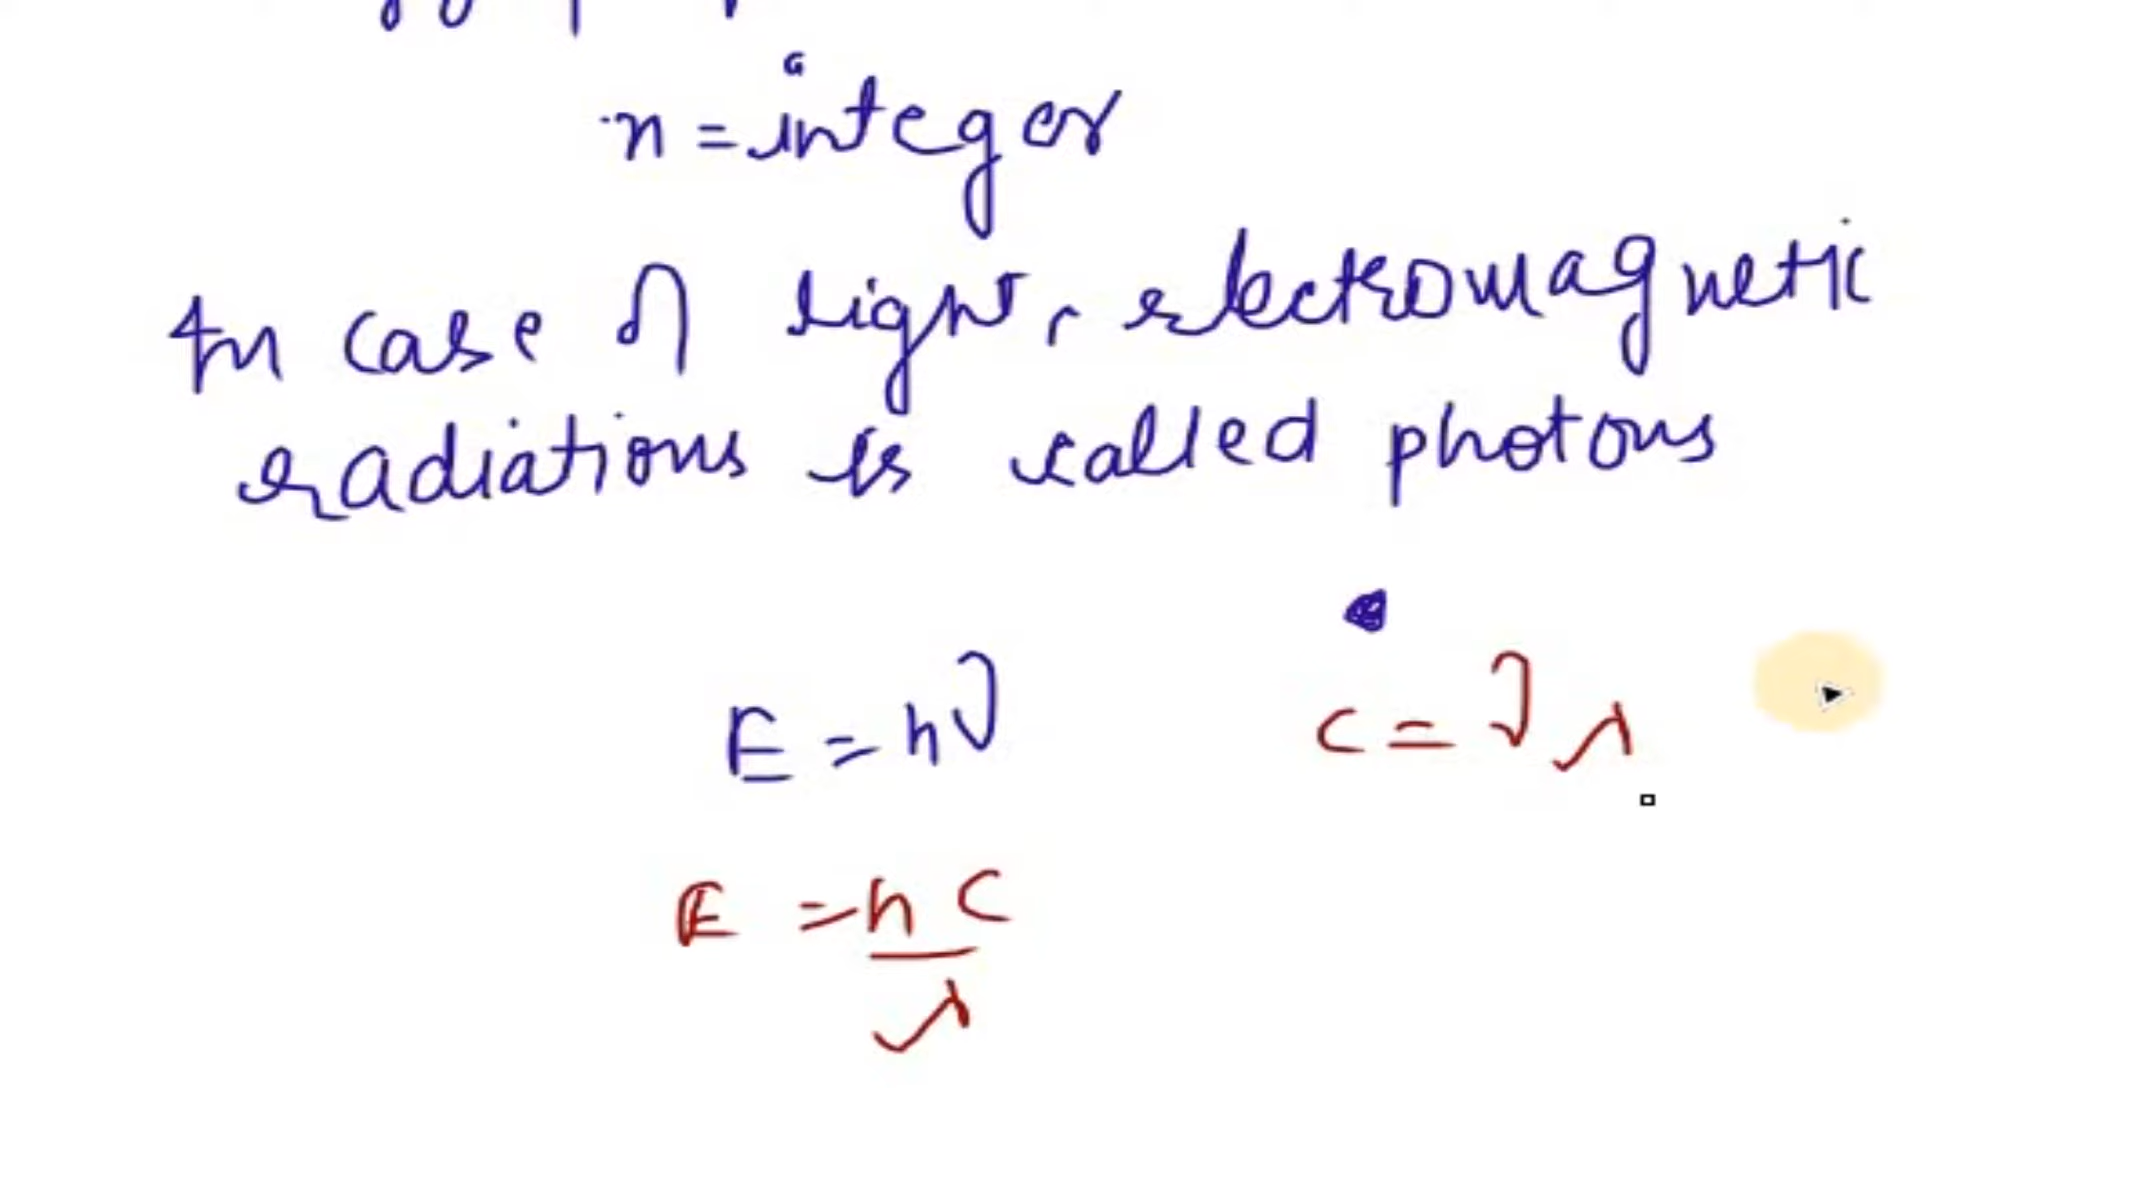 n = integer
In case of light, electromagnetic
radiations is called photons
E = hν c = νλ
E = hc/λ